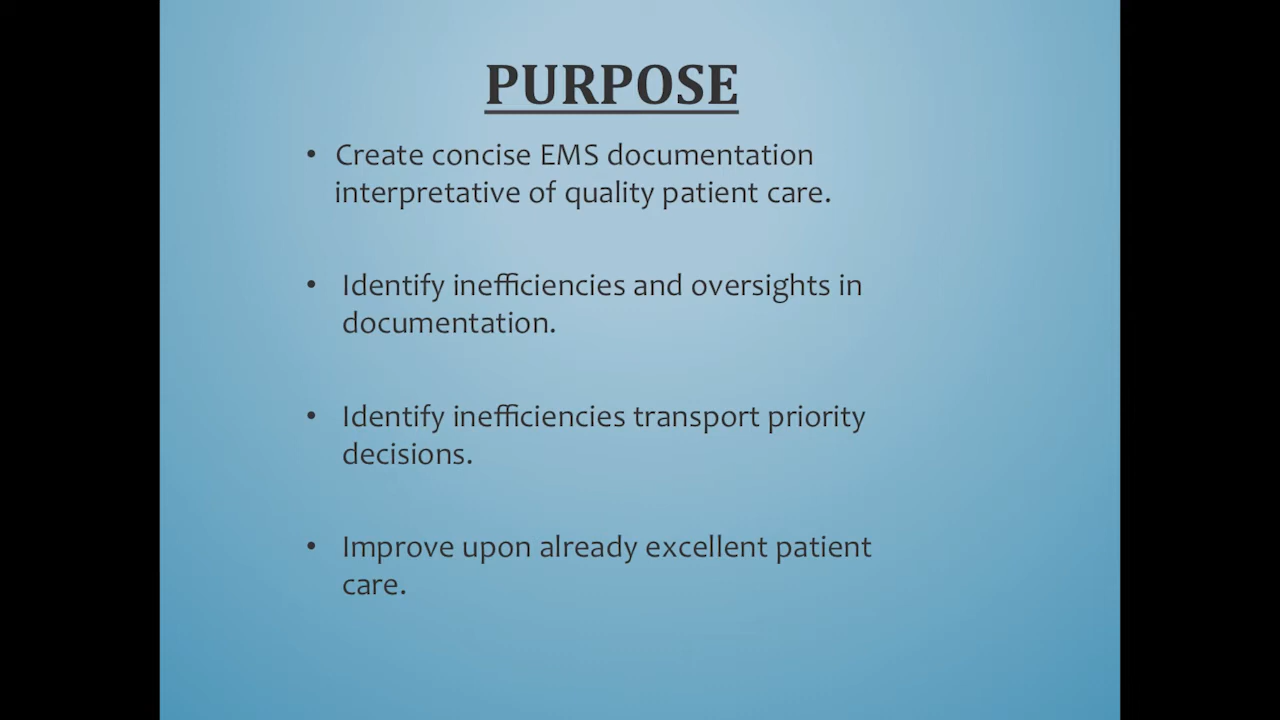 PURPOSE
• Create concise EMS documentation
interpretative of quality patient care.
• Identify inefficiencies and oversights in
documentation.
• Identify inefficiencies transport priority
decisions.
• Improve upon already excellent patient
care.